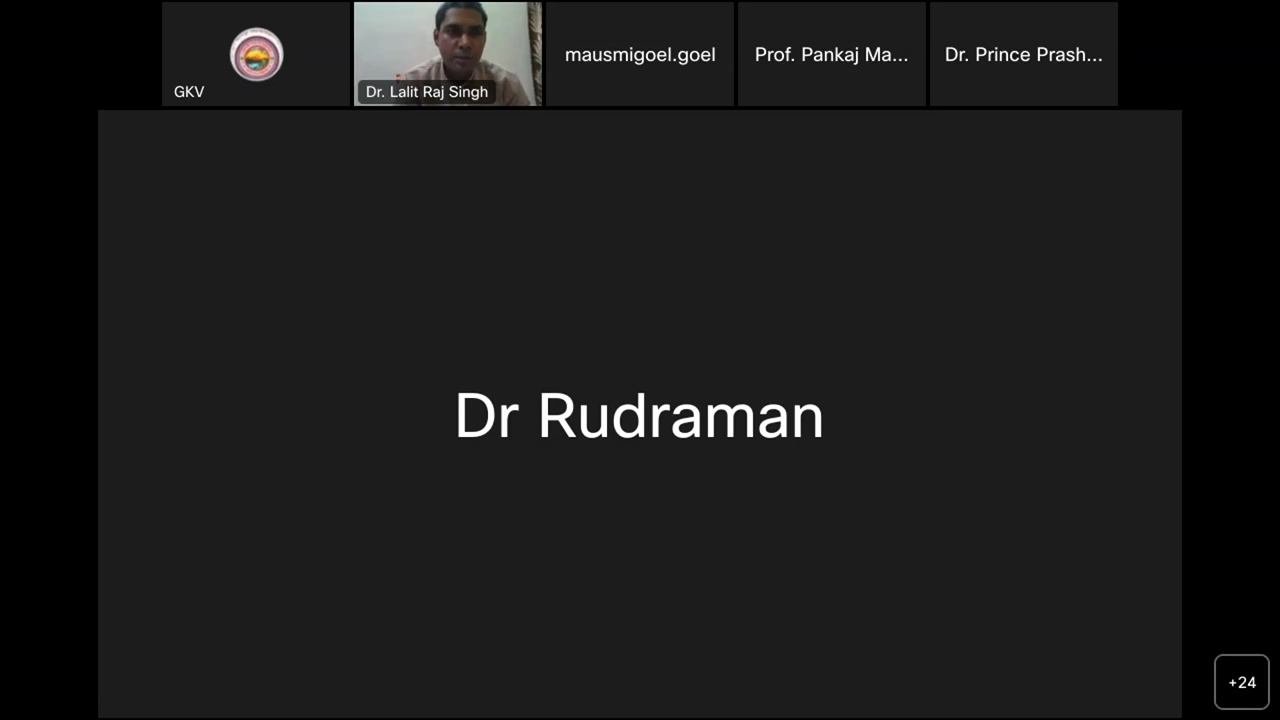 GKV
Dr. Lalit Raj Singh
mausmigoel.goel
Prof. Pankaj Ma...
Dr. Prince Prash...
Dr Rudraman
+24